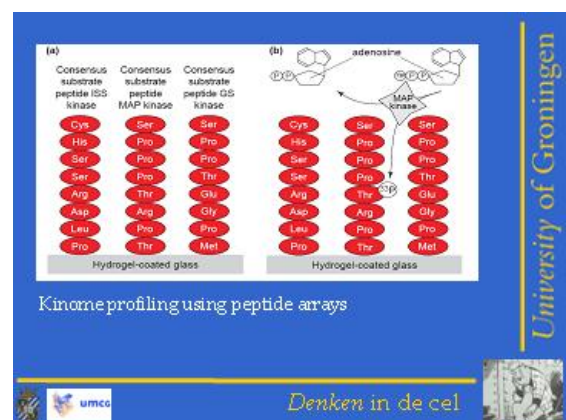 (a)
Consensus
substrate
peptide ISS
kinase
Consensus
substrate
peptide
MAP kinase
Consensus
substrate
peptide GS
kinase
Cys
His
Ser
Ser
Arg
Asp
Leu
Pro
Ser
Pro
Pro
Pro
Thr
Arg
Pro
Thr
Ser
Pro
Pro
Thr
Glu
Gly
Pro
Met
Hydrogel-coated glass
(b)
adenosine
P P
P P
MAP
kinase
Cys
His
Ser
Ser
Arg
Asp
Leu
Pro
Ser
Pro
Pro
Pro
Thr
Arg
Pro
Thr
33P
Ser
Pro
Pro
Thr
Glu
Gly
Pro
Met
Hydrogel-coated glass
Kinome profiling using peptide arrays
University of Groningen
umcg
Denken in de cel